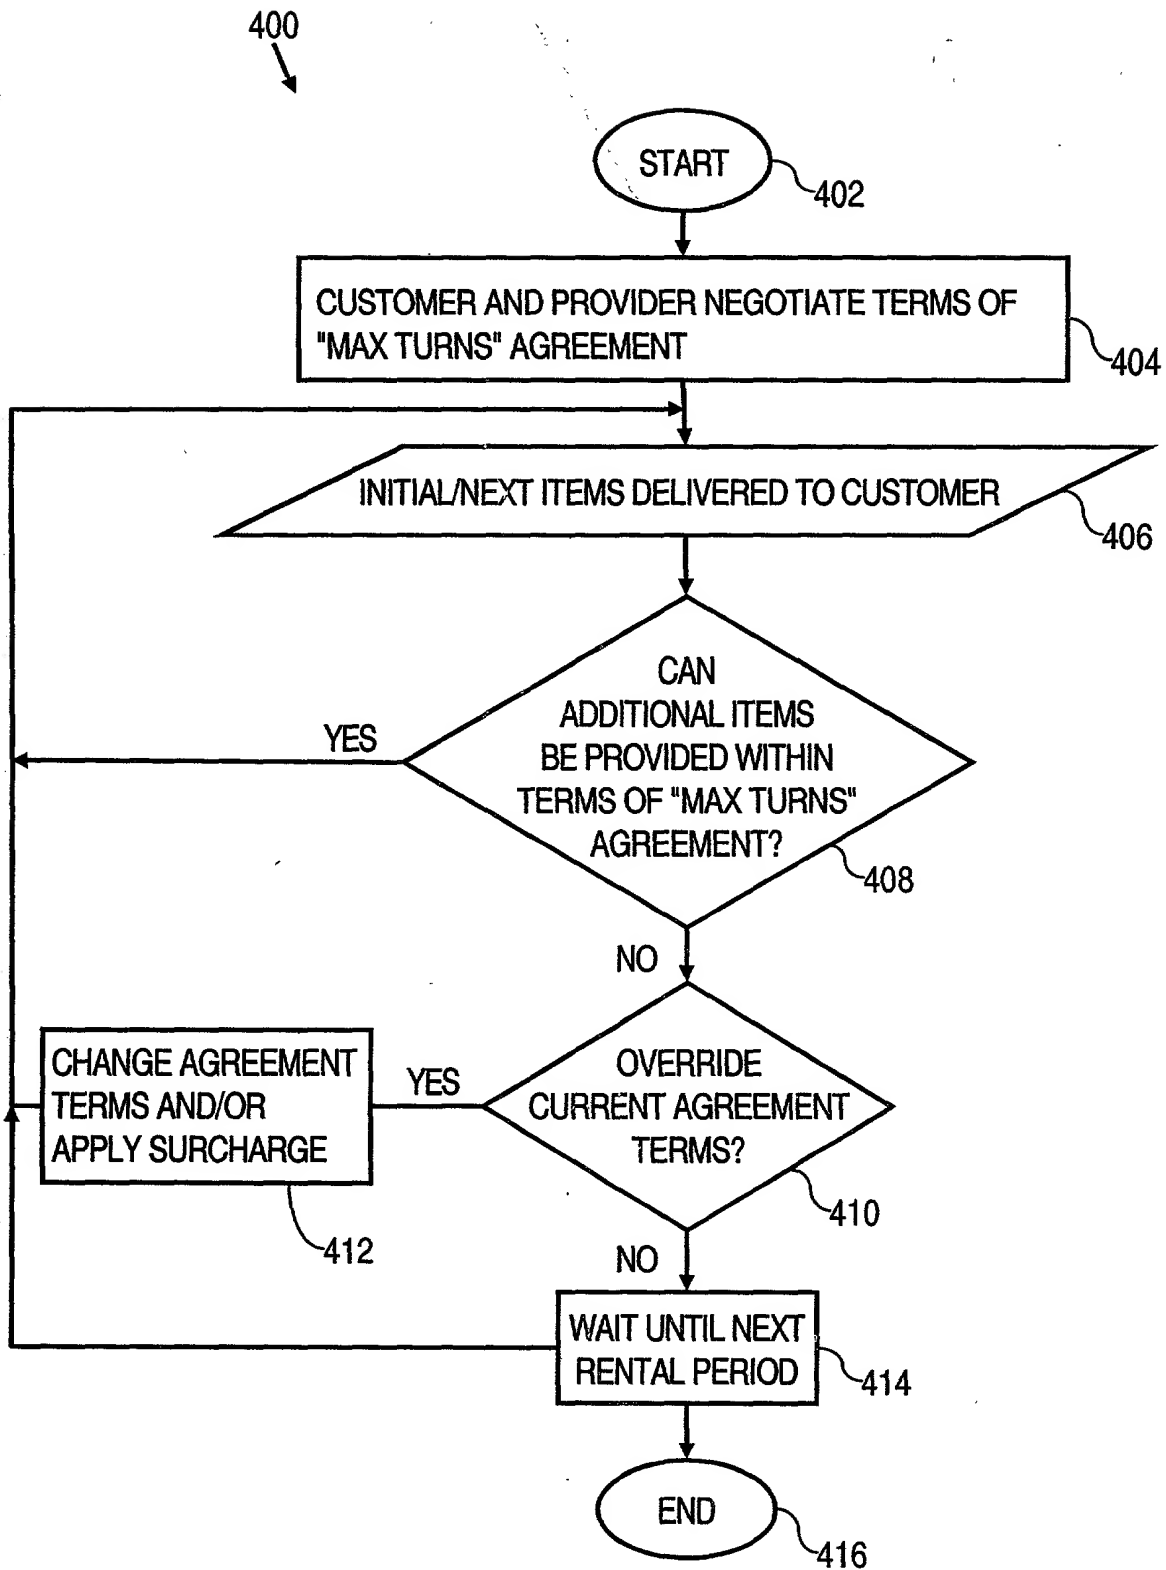 400
START
402
CUSTOMER AND PROVIDER NEGOTIATE TERMS OF
"MAX TURNS" AGREEMENT
404
INITIAL/NEXT ITEMS DELIVERED TO CUSTOMER
406
CAN
ADDITIONAL ITEMS
BE PROVIDED WITHIN
TERMS OF "MAX TURNS"
AGREEMENT?
YES
408
NO
OVERRIDE
CURRENT AGREEMENT
TERMS?
YES
410
CHANGE AGREEMENT
TERMS AND/OR
APPLY SURCHARGE
412
NO
WAIT UNTIL NEXT
RENTAL PERIOD
414
END
416